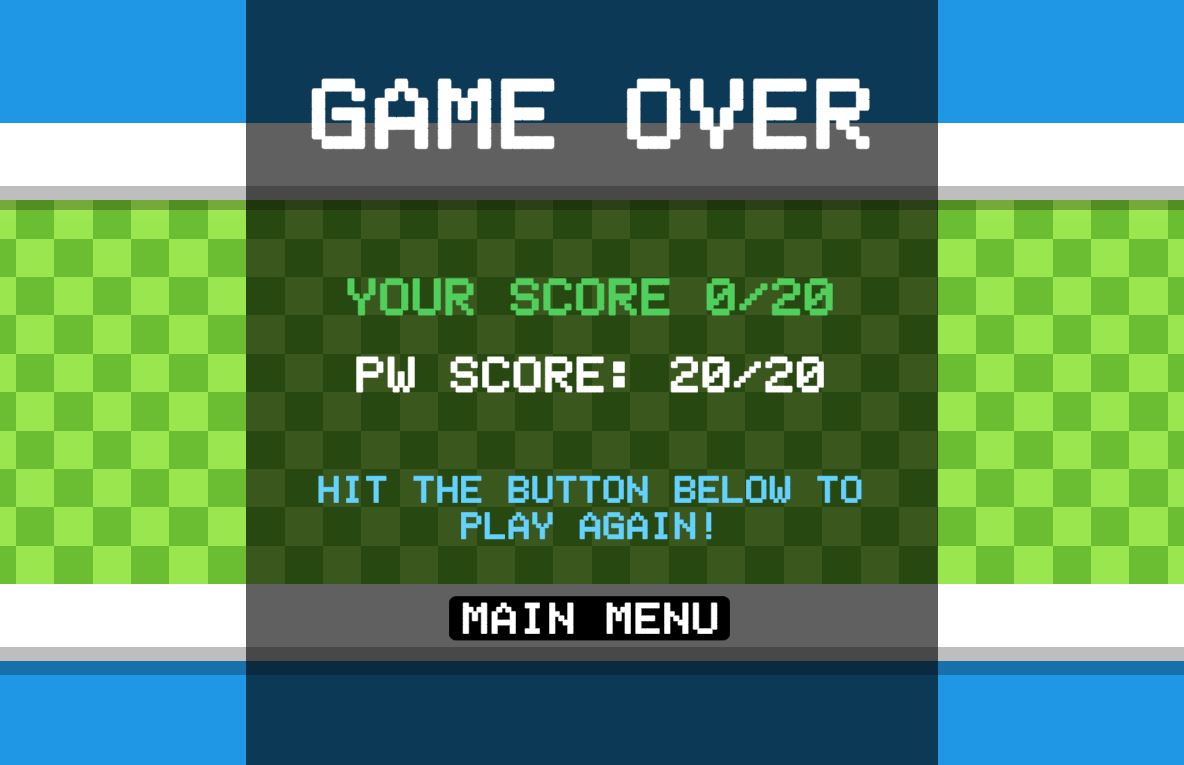 GAME OVER
YOUR SCORE 0/20
PW SCORE: 20/20
HIT THE BUTTON BELOW TO
PLAY AGAIN!
MAIN MENU